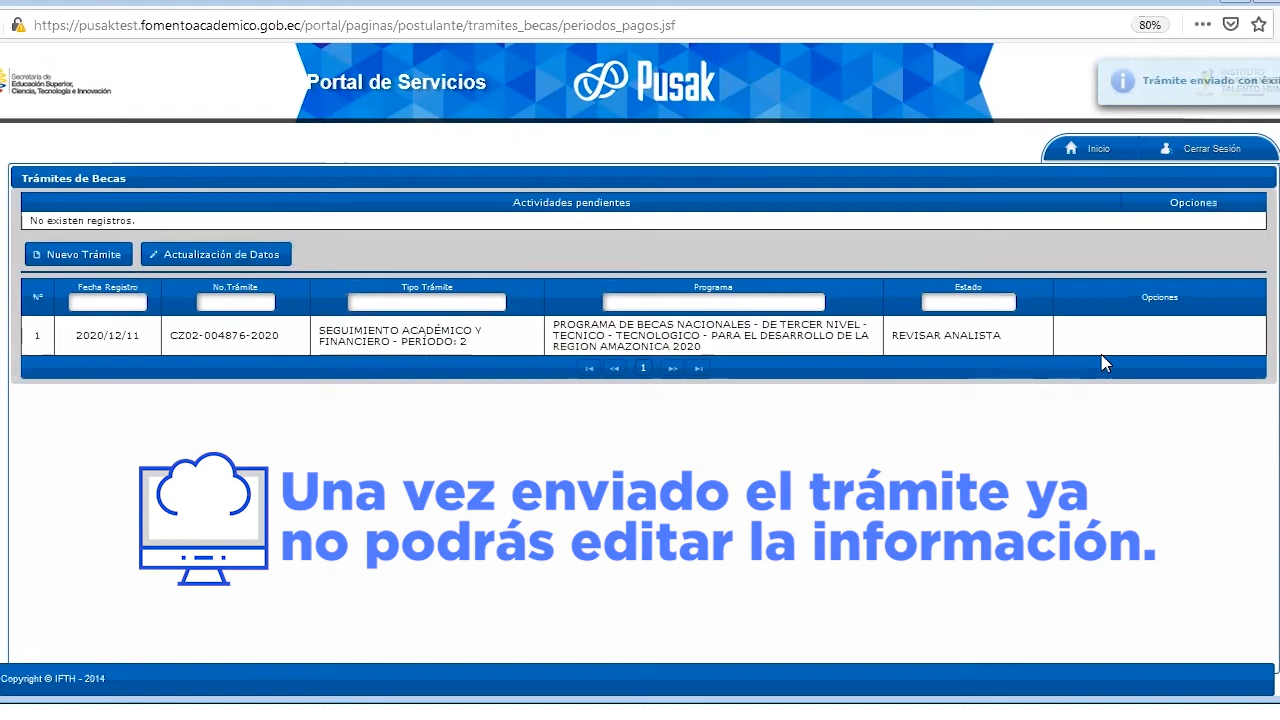 https://pusaktest.fomentoacademico.gob.ec/portal/paginas/postulante/tramites_becas/periodos_pagos.jsf
80%
Secretaría de
Educación Superior,
Ciencia, Tecnología e Innovación
Portal de Servicios
Pusak
Trámite enviado con éxi
INSTITUTO
TALENTO HUM
Inicio
Cerrar Sesión
Trámites de Becas
Actividades pendientes
Opciones
No existen registros.
Nuevo Trámite
Actualización de Datos
Nº
Fecha Registro
No.Trámite
Tipo Trámite
Programa
Estado
Opciones
1
2020/12/11
CZ02-004876-2020
SEGUIMIENTO ACADÉMICO Y
FINANCIERO - PERÍODO: 2
PROGRAMA DE BECAS NACIONALES - DE TERCER NIVEL -
TECNICO - TECNOLOGICO - PARA EL DESARROLLO DE LA
REGION AMAZONICA 2020
REVISAR ANALISTA
1
Una vez enviado el trámite ya
no podrás editar la información.
Copyright © IFTH - 2014